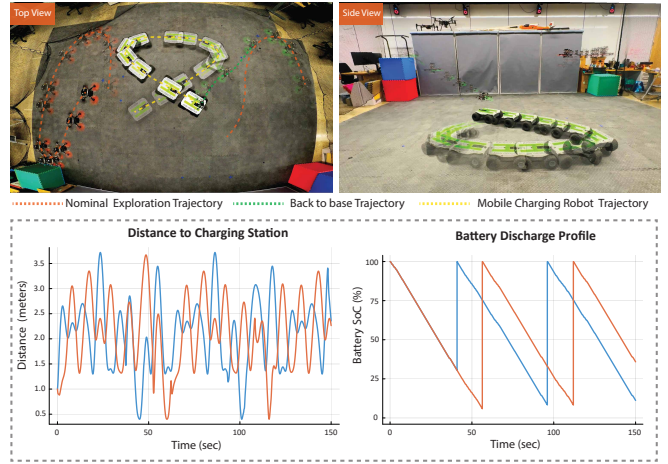 Top View
Side View
Nominal Exploration Trajectory
Back to base Trajectory
Mobile Charging Robot Trajectory
Distance to Charging Station
Distance (meters)
3.5
3.0
2.5
2.0
1.5
1.0
0.5
0
50
100
150
Time (sec)
Battery Discharge Profile
Battery SoC (%)
100
75
50
25
0
0
50
100
150
Time (sec)